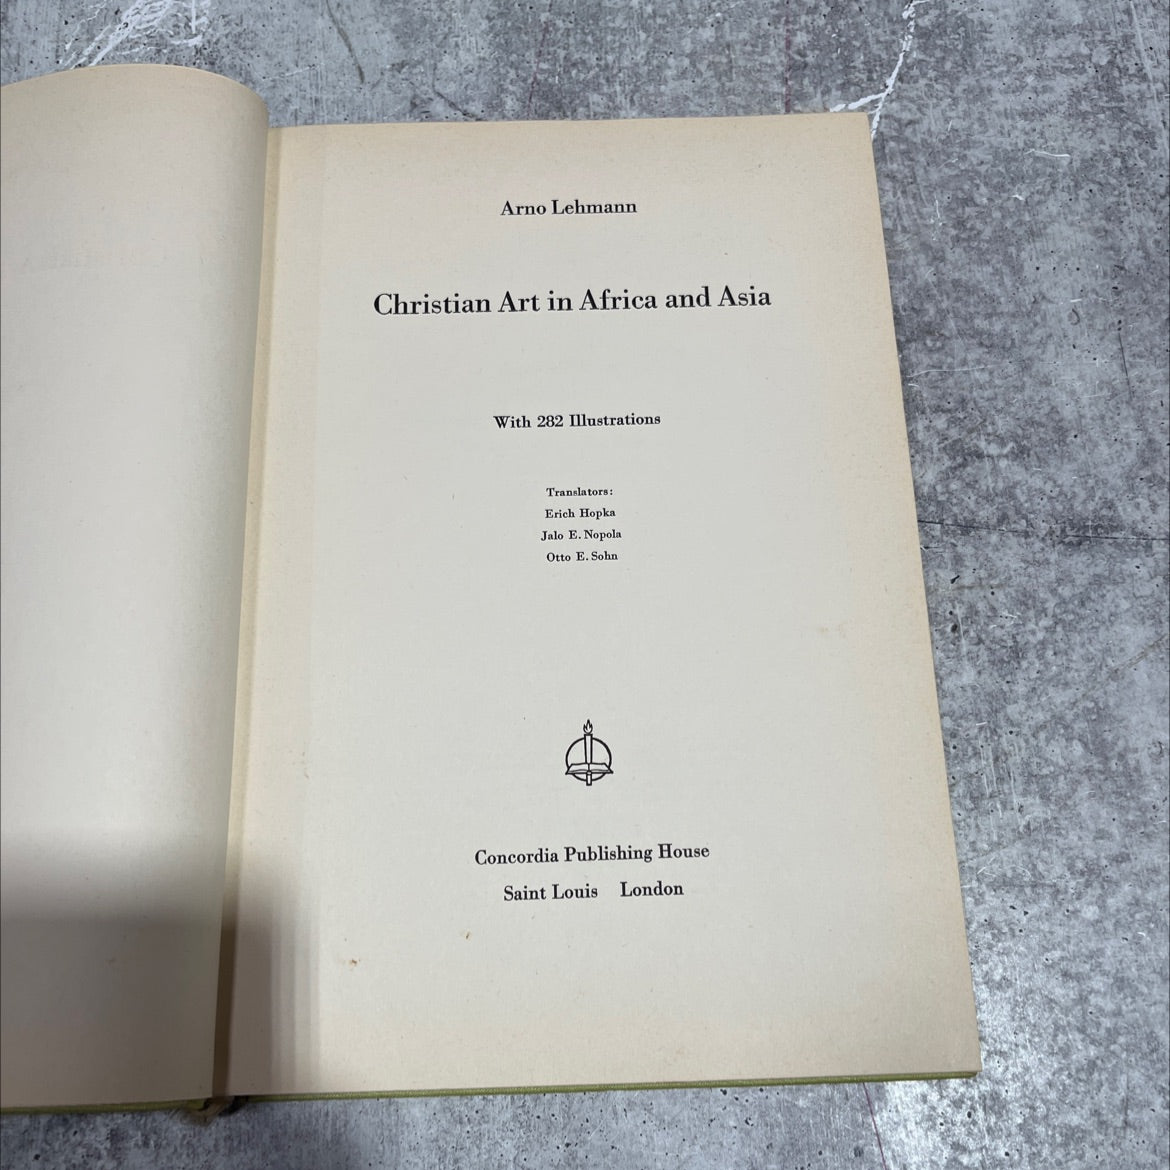 Arno Lehmann
Christian Art in Africa and Asia
With 282 Illustrations
Translators:
Erich Hopka
Jalo E. Nopola
Otto E. Sohn
Concordia Publishing House
Saint Louis London